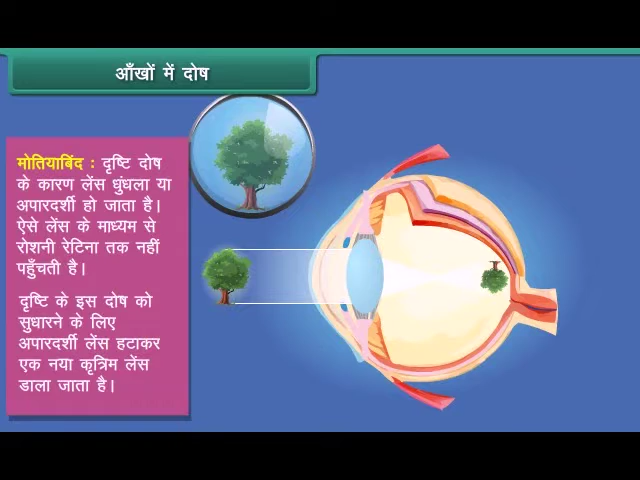 आँखों में दोष
मोतियाबिंद : दृष्टि दोष
के कारण लेंस धुंधला या
अपारदर्शी हो जाता है।
ऐसे लेंस के माध्यम से
रोशनी रेटिना तक नहीं
पहुँचती है।
दृष्टि के इस दोष को
सुधारने के लिए
अपारदर्शी लेंस हटाकर
एक नया कृत्रिम लेंस
डाला जाता है।